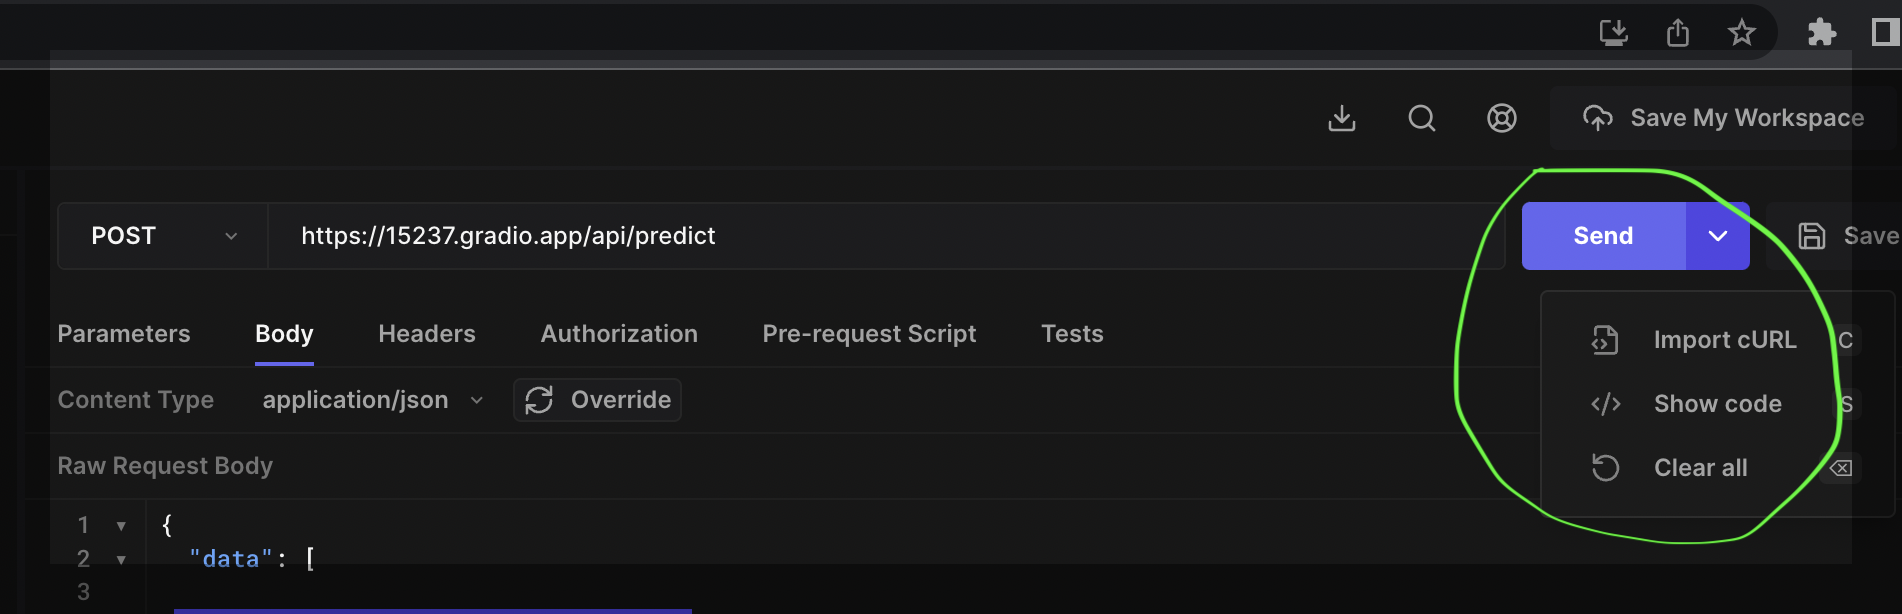 Save My Workspace
POST https://15237.gradio.app/api/predict Send Save
Parameters Body Headers Authorization Pre-request Script Tests
Import cURL C
Content Type application/json Override
Show code S
Raw Request Body
Clear all
1 {
2 "data": [
3